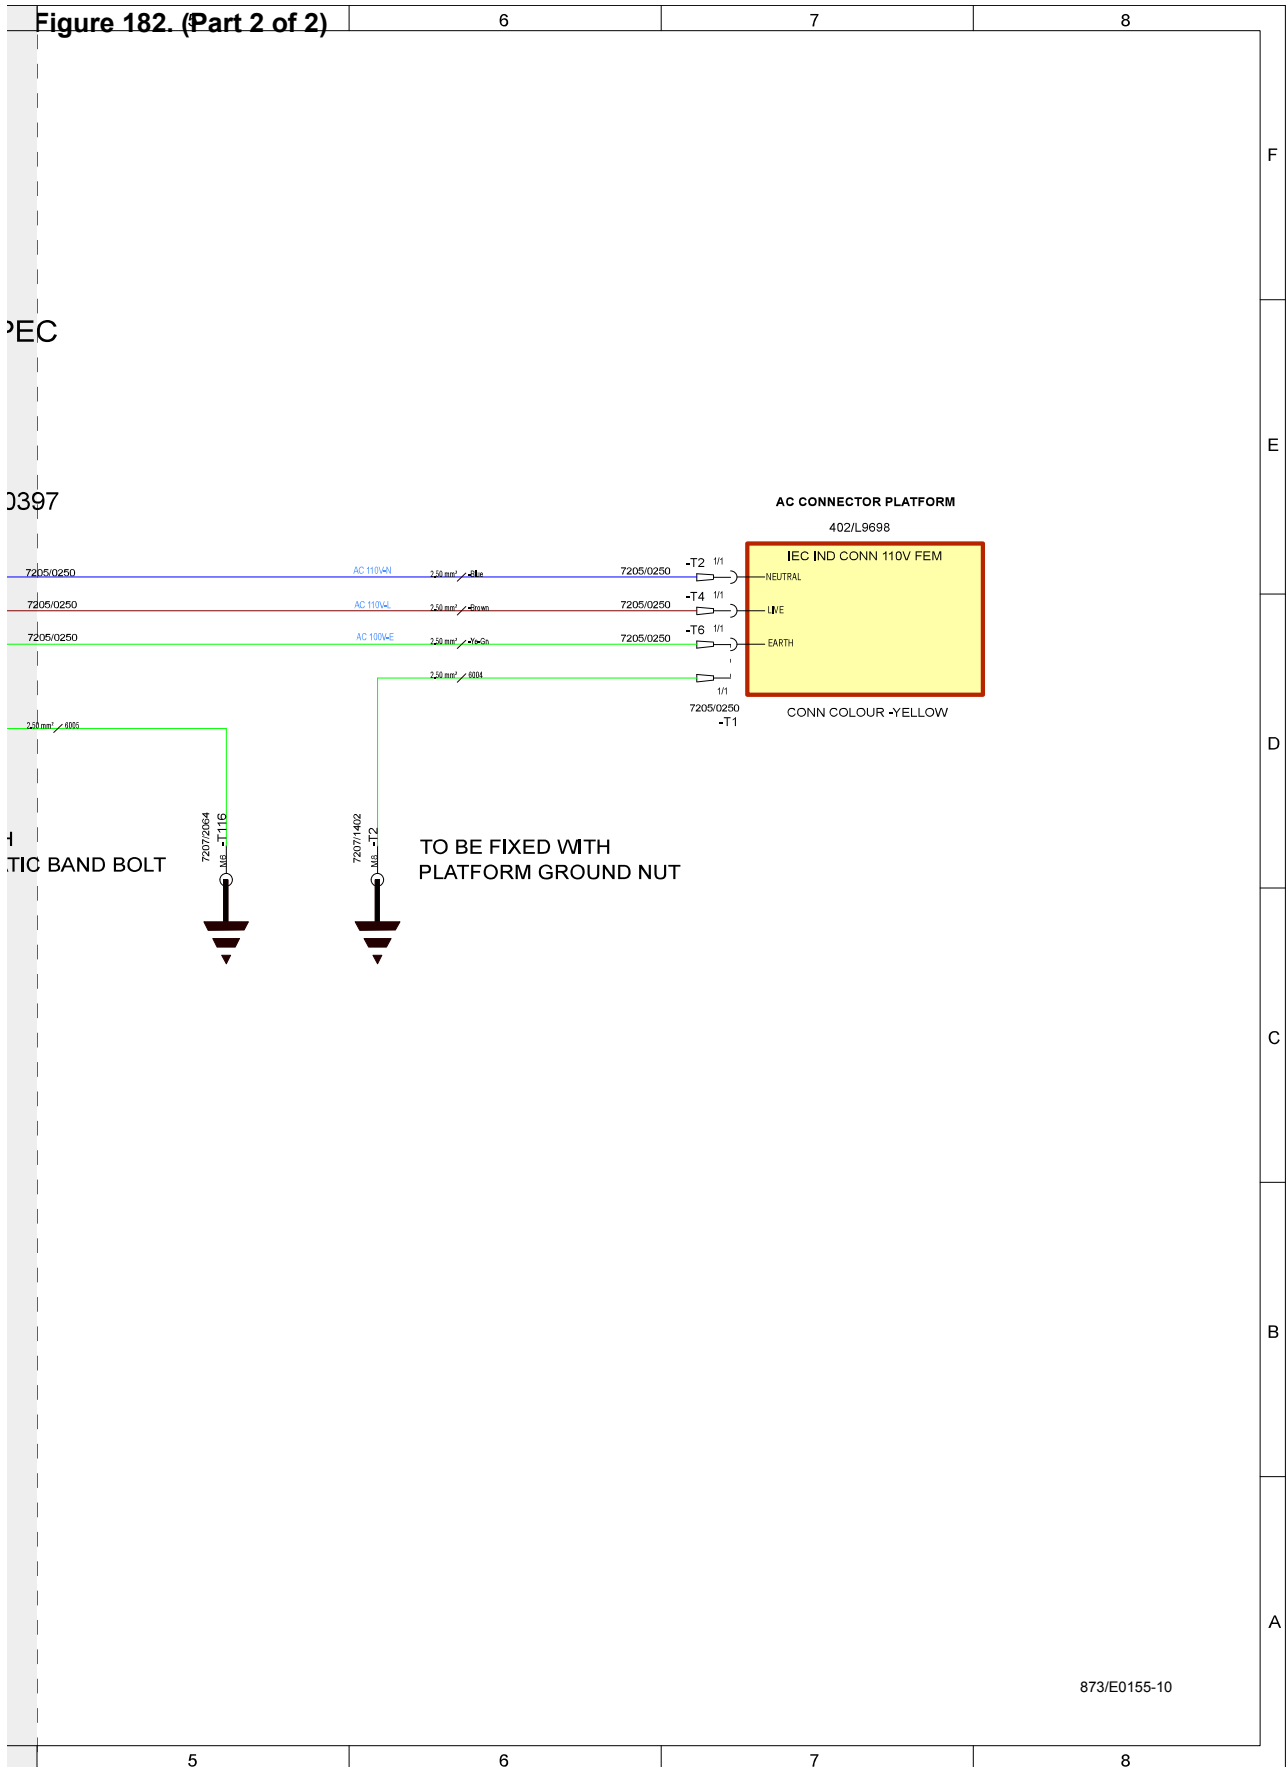 Figure 182. (Part 2 of 2)
5 6 7 8
F
PEC
E
0397
AC CONNECTOR PLATFORM
402/L9698
IEC IND CONN 110V FEM
7205/0250 AC 110V-N 2,50 mm² -Blue 7205/0250 -T2 1/1 NEUTRAL
7205/0250 AC 110V-L 2,50 mm² -Brown 7205/0250 -T4 1/1 LIVE
7205/0250 AC 100V-E 2,50 mm² -Ye-Gn 7205/0250 -T6 1/1 EARTH
2,50 mm² 6004
1/1
7205/0250
-T1
CONN COLOUR -YELLOW
2,50 mm² 6005
D
7207/2064 -T116 M6
7207/1402 -T2 M8
H
TIC BAND BOLT
TO BE FIXED WITH
PLATFORM GROUND NUT
C
B
A
873/E0155-10
5 6 7 8